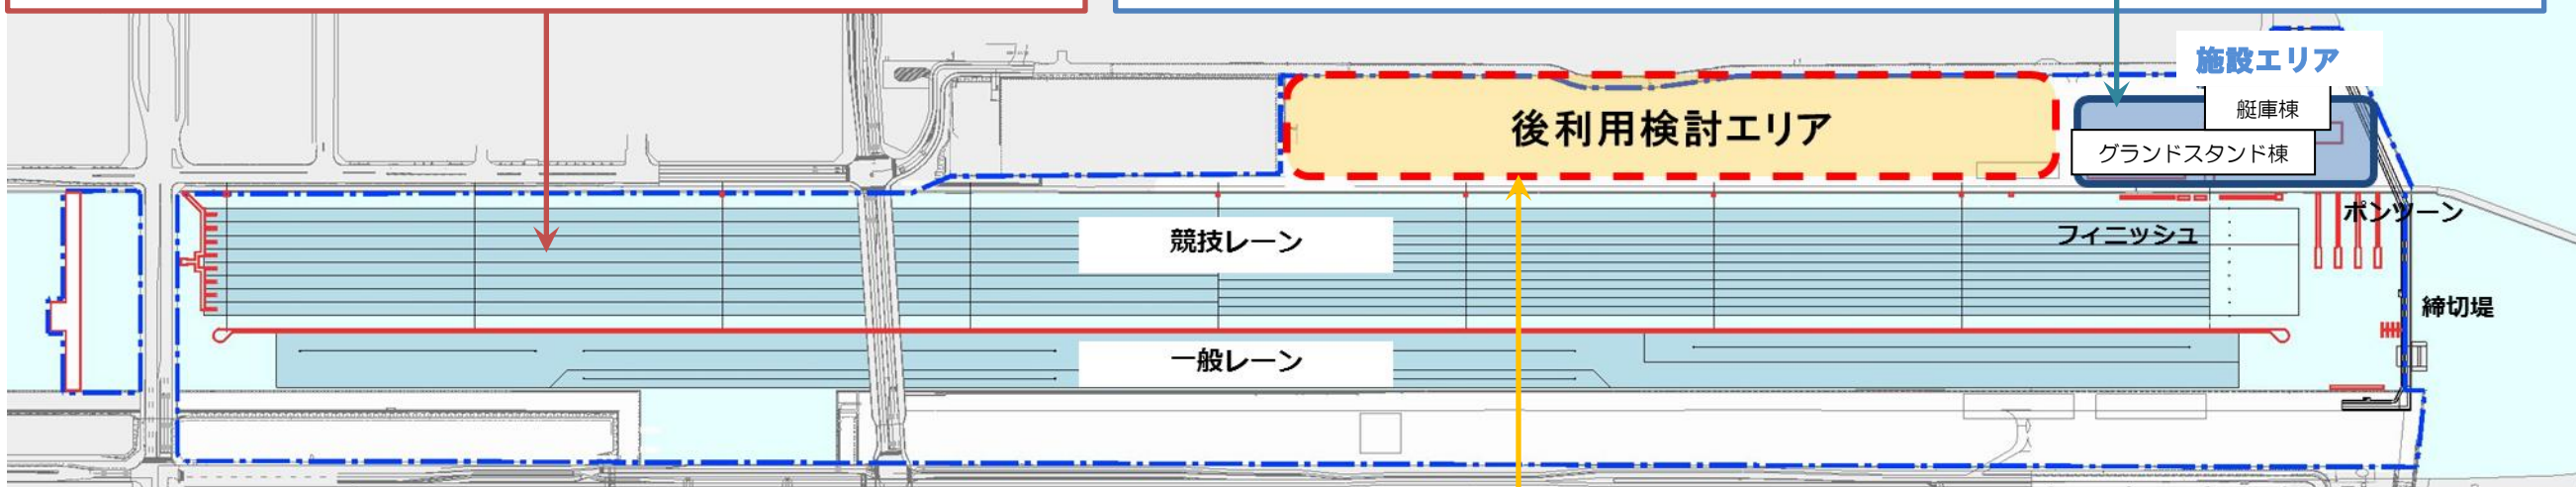 施設エリア
艇庫棟
後利用検討エリア
グランドスタンド棟
ポンツーン
フィニッシュ
競技レーン
締切堤
一般レーン